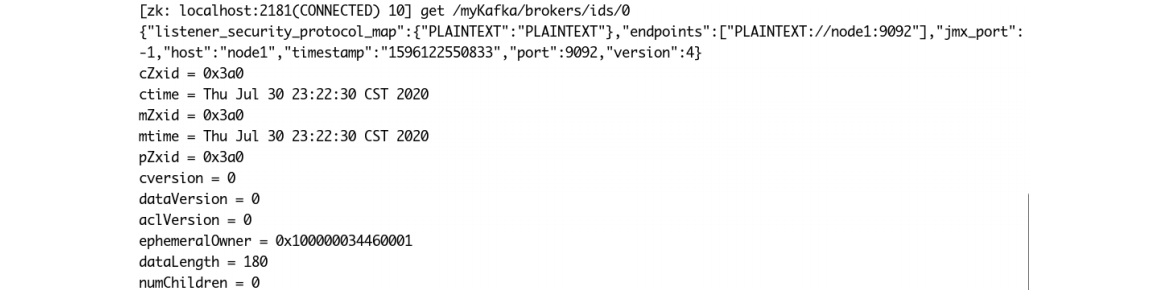 [zk: localhost:2181(CONNECTED) 10] get /myKafka/brokers/ids/0
{"listener_security_protocol_map":{"PLAINTEXT":"PLAINTEXT"},"endpoints":["PLAINTEXT://node1:9092"],"jmx_port":
-1,"host":"node1","timestamp":"1596122550833","port":9092,"version":4}
cZxid = 0x3a0
ctime = Thu Jul 30 23:22:30 CST 2020
mZxid = 0x3a0
mtime = Thu Jul 30 23:22:30 CST 2020
pZxid = 0x3a0
cversion = 0
dataVersion = 0
aclVersion = 0
ephemeralOwner = 0x100000034460001
dataLength = 180
numChildren = 0